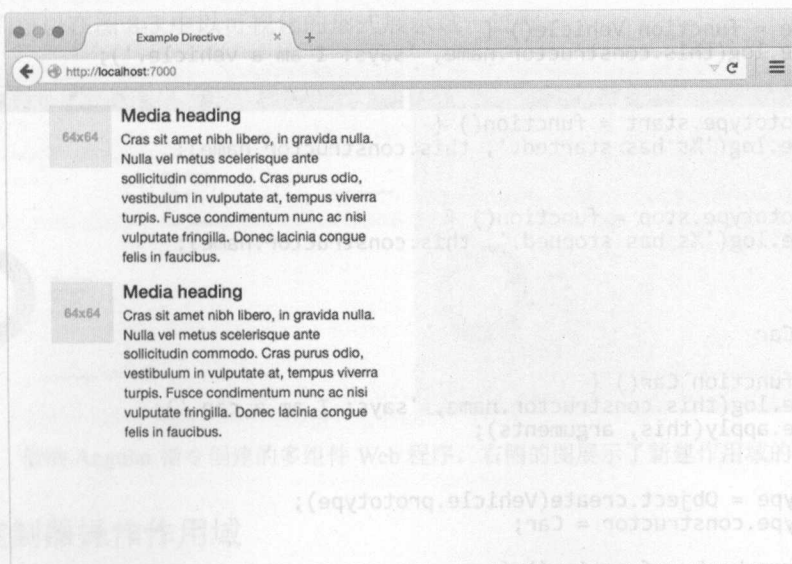 Example Directive × +
http://localhost:7000
64x64
Media heading
Cras sit amet nibh libero, in gravida nulla.
Nulla vel metus scelerisque ante
sollicitudin commodo. Cras purus odio,
vestibulum in vulputate at, tempus viverra
turpis. Fusce condimentum nunc ac nisi
vulputate fringilla. Donec lacinia congue
felis in faucibus.
64x64
Media heading
Cras sit amet nibh libero, in gravida nulla.
Nulla vel metus scelerisque ante
sollicitudin commodo. Cras purus odio,
vestibulum in vulputate at, tempus viverra
turpis. Fusce condimentum nunc ac nisi
vulputate fringilla. Donec lacinia congue
felis in faucibus.